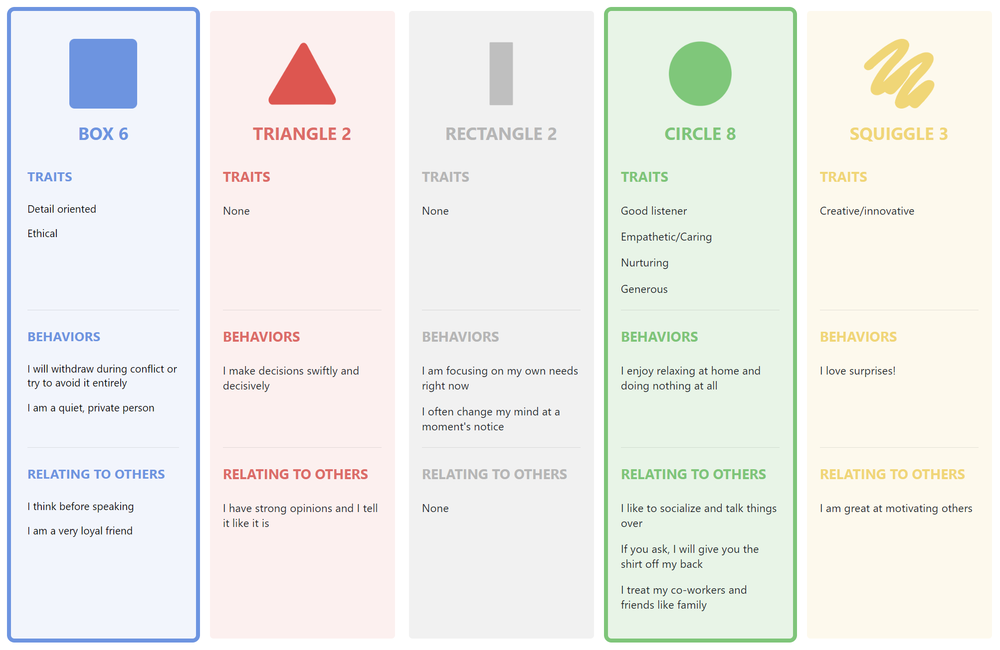 BOX 6
TRAITS
Detail oriented
Ethical
BEHAVIORS
I will withdraw during conflict or
try to avoid it entirely
I am a quiet, private person
RELATING TO OTHERS
I think before speaking
I am a very loyal friend
TRIANGLE 2
TRAITS
None
BEHAVIORS
I make decisions swiftly and
decisively
RELATING TO OTHERS
I have strong opinions and I tell
it like it is
RECTANGLE 2
TRAITS
None
BEHAVIORS
I am focusing on my own needs
right now
I often change my mind at a
moment's notice
RELATING TO OTHERS
None
CIRCLE 8
TRAITS
Good listener
Empathetic/Caring
Nurturing
Generous
BEHAVIORS
I enjoy relaxing at home and
doing nothing at all
RELATING TO OTHERS
I like to socialize and talk things
over
If you ask, I will give you the
shirt off my back
I treat my co-workers and
friends like family
SQUIGGLE 3
TRAITS
Creative/innovative
BEHAVIORS
I love surprises!
RELATING TO OTHERS
I am great at motivating others